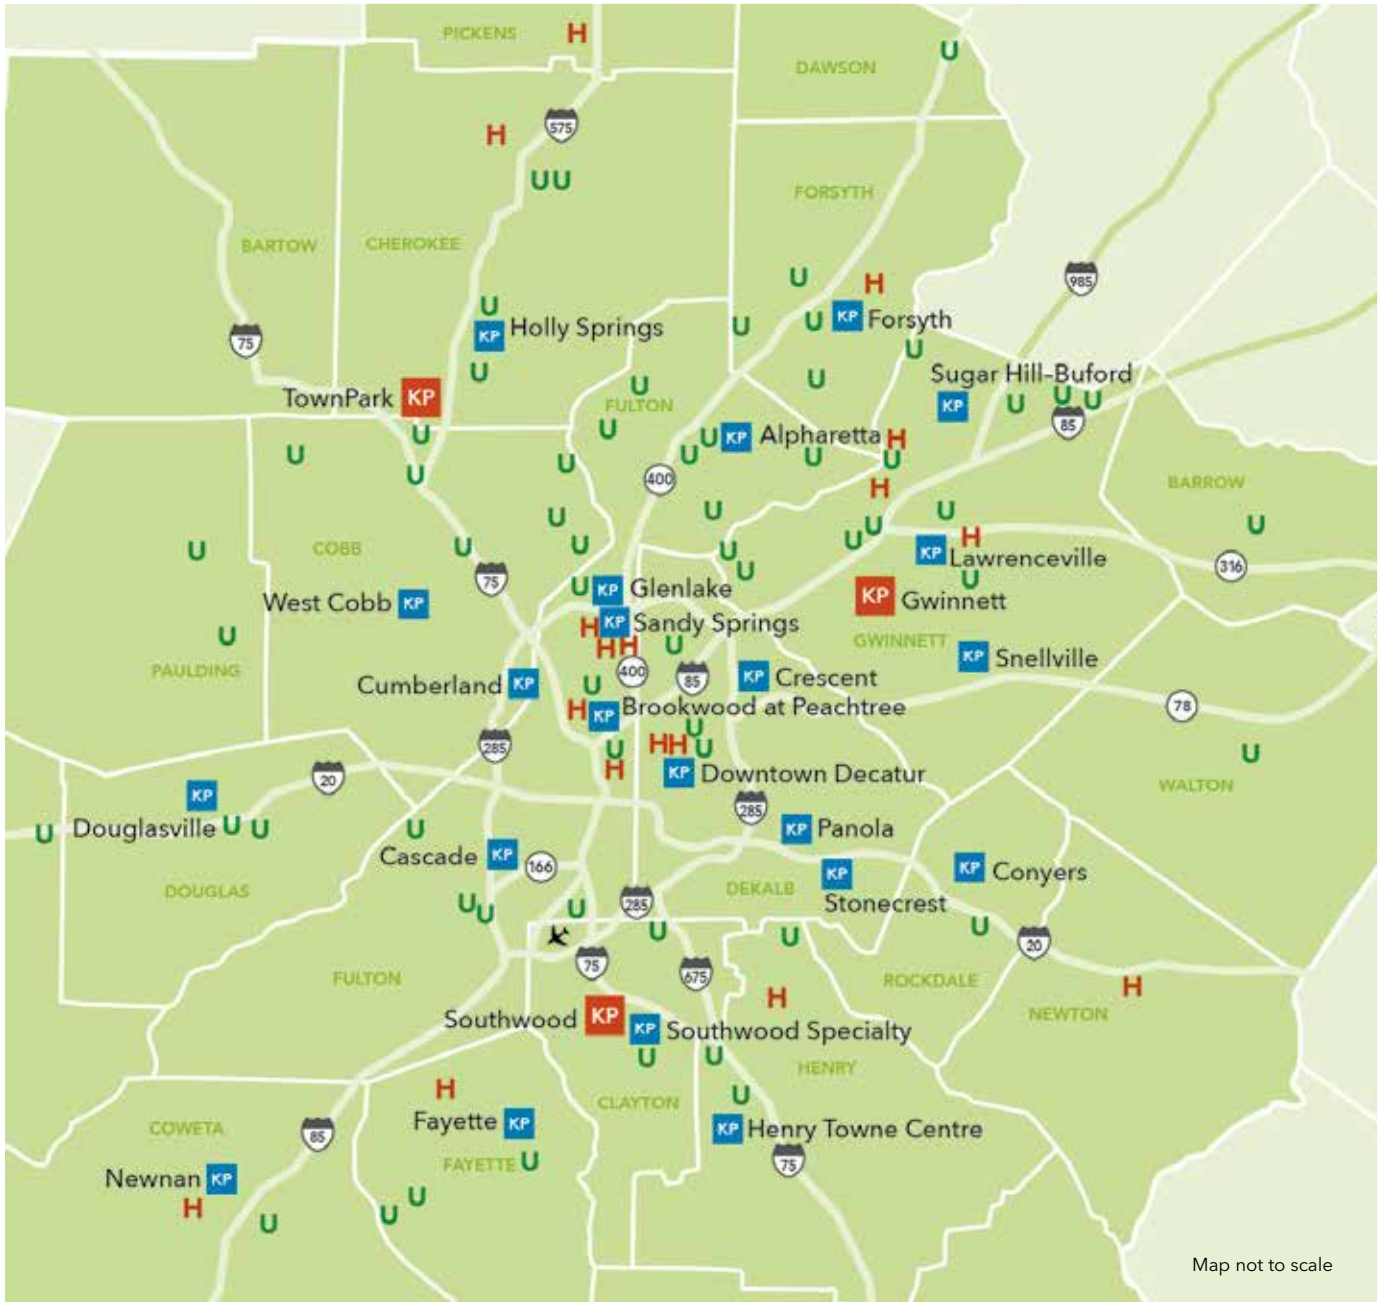 PICKENS
H
U
DAWSON
575
H
UU
FORSYTH
BARTOW
CHEROKEE
U
H
985
U
KP Holly Springs
U
U
KP Forsyth
75
U
U
U
Sugar Hill-Buford
TownPark KP
U
FULTON
KP
U
U
U
85
U
U
U
KP Alpharetta
H
U
U
U
U
U
U
400
H
BARROW
U
U
U
U
U
U
COBB
U
U
U
U
U
H
KP Lawrenceville
316
U
75
U
U
KP Glenlake
U
West Cobb KP
KP Gwinnett
H
KP Sandy Springs
U
GWINNETT
H
H
U
PAULDING
400
85
KP Snellville
Cumberland KP
U
KP Crescent
H
KP Brookwood at Peachtree
78
U
285
U
HH
U
U
20
H
KP Downtown Decatur
WALTON
KP
285
U
Douglasville
U
U
U
KP Panola
Cascade KP
166
KP Conyers
DOUGLAS
DEKALB
KP
Stonecrest
U
U
U
285
U
U
U
20
75
675
FULTON
ROCKDALE
H
H
NEWTON
Southwood KP
KP Southwood Specialty
U
U
HENRY
H
U
CLAYTON
COWETA
Fayette KP
KP Henry Towne Centre
85
FAYETTE
U
75
Newnan KP
U
H
U
U
Map not to scale